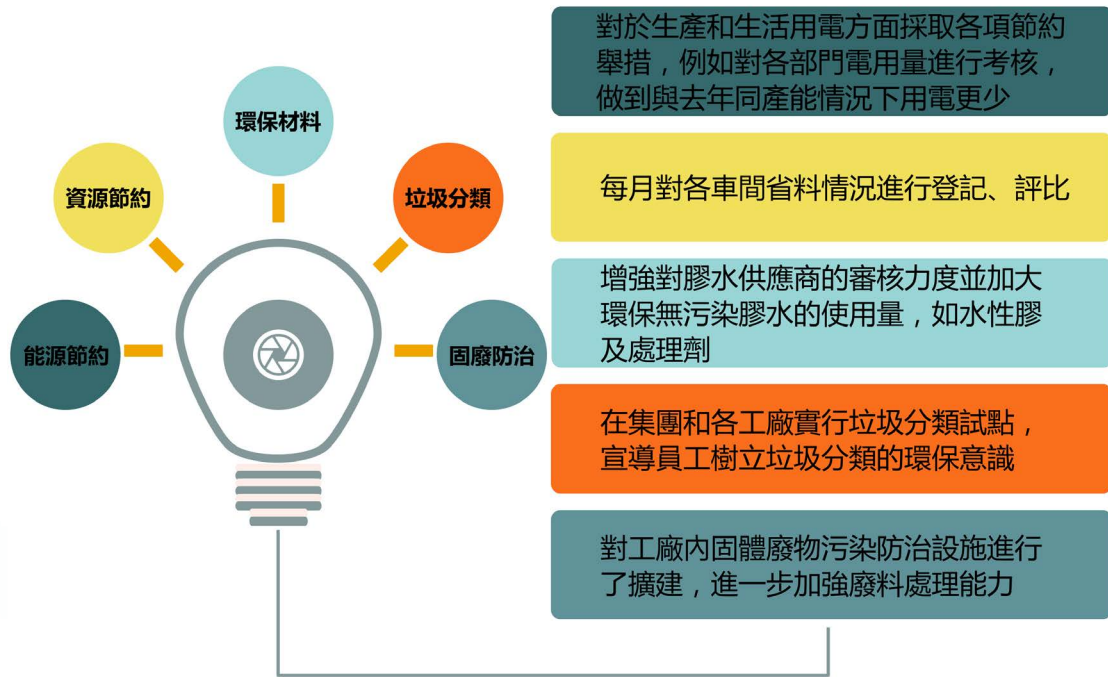 環保材料
資源節約
垃圾分類
能源節約
固廢防治
對於生產和生活用電方面採取各項節約
舉措，例如對各部門電用量進行考核，
做到與去年同產能情況下用電更少
每月對各車間省料情況進行登記、評比
增強對膠水供應商的審核力度並加大
環保無污染膠水的使用量，如水性膠
及處理劑
在集團和各工廠實行垃圾分類試點，
宣導員工樹立垃圾分類的環保意識
對工廠內固體廢物污染防治設施進行
了擴建，進一步加強廢料處理能力